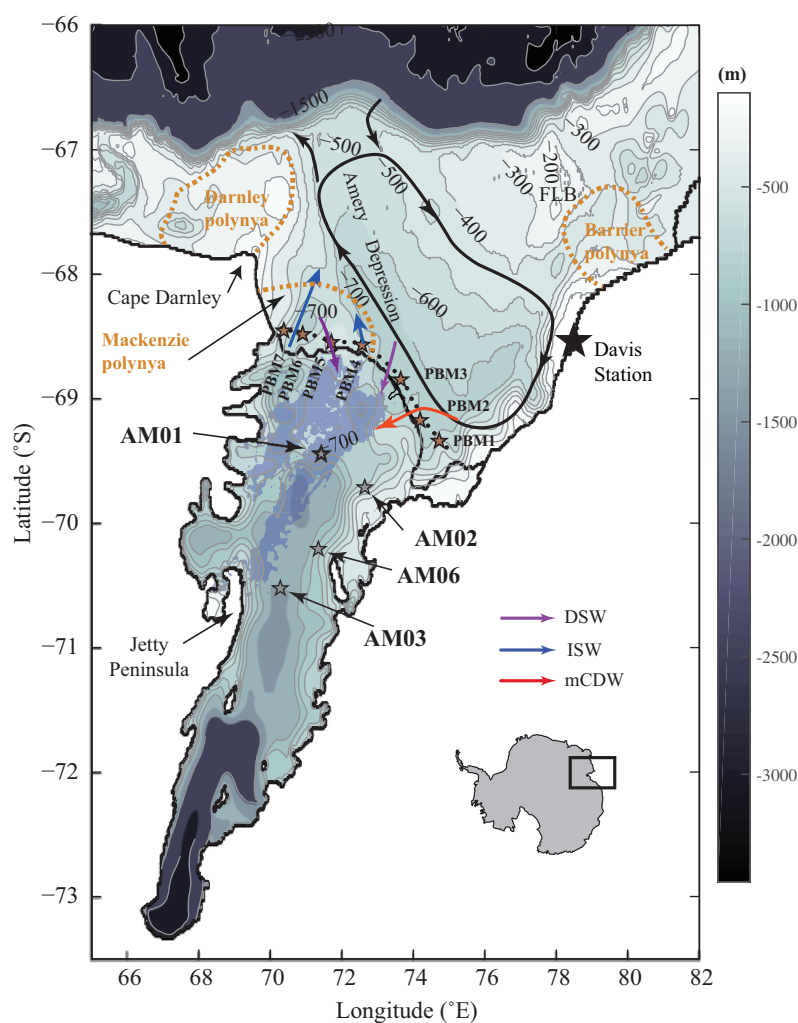 −66
−67
−68
−69
−70
−71
−72
−73
Latitude (˚S)
66
68
70
72
74
76
78
80
82
Longitude (˚E)
(m)
-500
-1000
-1500
-2000
-2500
-3000
−1500
−500
−500
−400
−300
−200
−300
FLB
−600
−700
−700
−700
Amery
Depression
Darnley
polynya
Barrier
polynya
Cape Darnley
Mackenzie
polynya
Davis
Station
PBM7
PBM6
PBM5
PBM4
PBM3
PBM2
PBM1
AM01
AM02
AM06
AM03
Jetty
Peninsula
DSW
ISW
mCDW